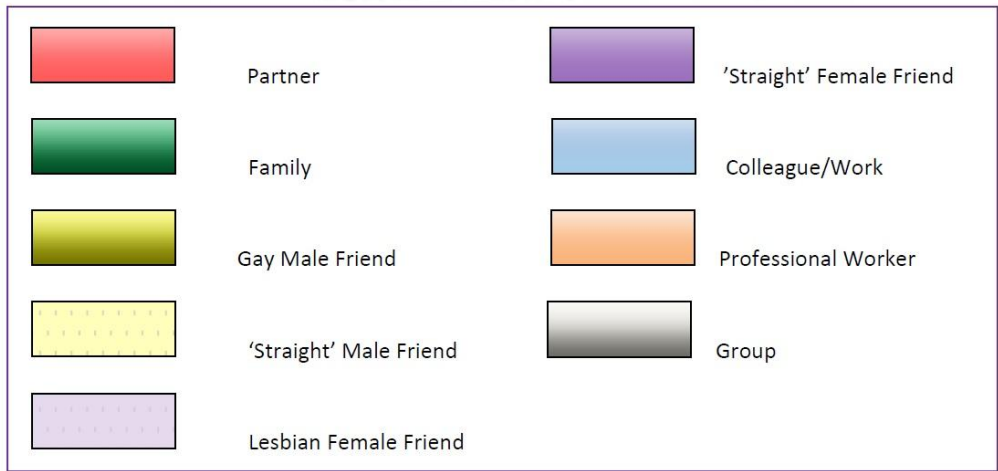 Partner
Family
Gay Male Friend
‘Straight’ Male Friend
Lesbian Female Friend
’Straight’ Female Friend
Colleague/Work
Professional Worker
Group